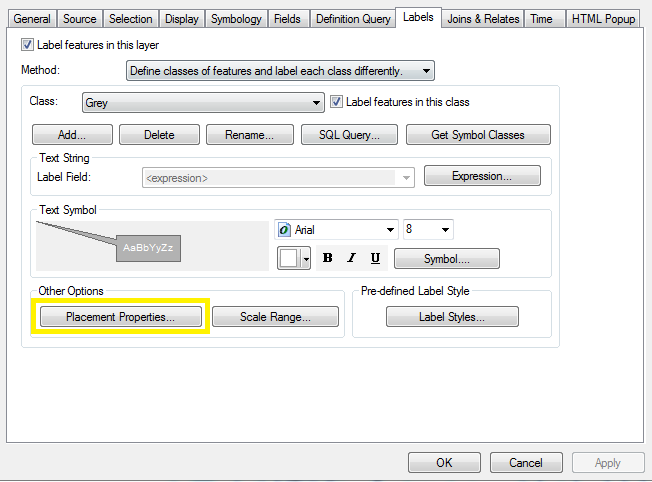 General Source Selection Display Symbology Fields Definition Query Labels Joins & Relates Time HTML Popup
Label features in this layer
Method: Define classes of features and label each class differently.
Class: Grey Label features in this class
Add... Delete Rename... SQL Query... Get Symbol Classes
Text String
Label Field: <expression> Expression...
Text Symbol
AaBbYyZz
Arial 8
B I U Symbol....
Other Options
Placement Properties... Scale Range...
Pre-defined Label Style
Label Styles...
OK Cancel Apply